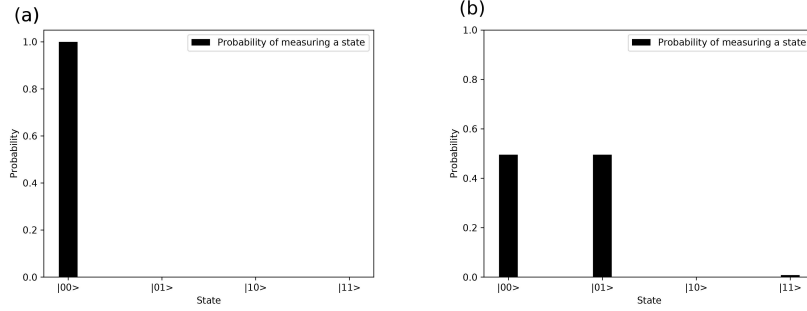 (a)
Probability of measuring a state
1.0
0.8
0.6
0.4
0.2
0.0
Probability
|00>
|01>
|10>
|11>
State
(b)
Probability of measuring a state
1.0
0.8
0.6
0.4
0.2
0.0
Probability
|00>
|01>
|10>
|11>
State